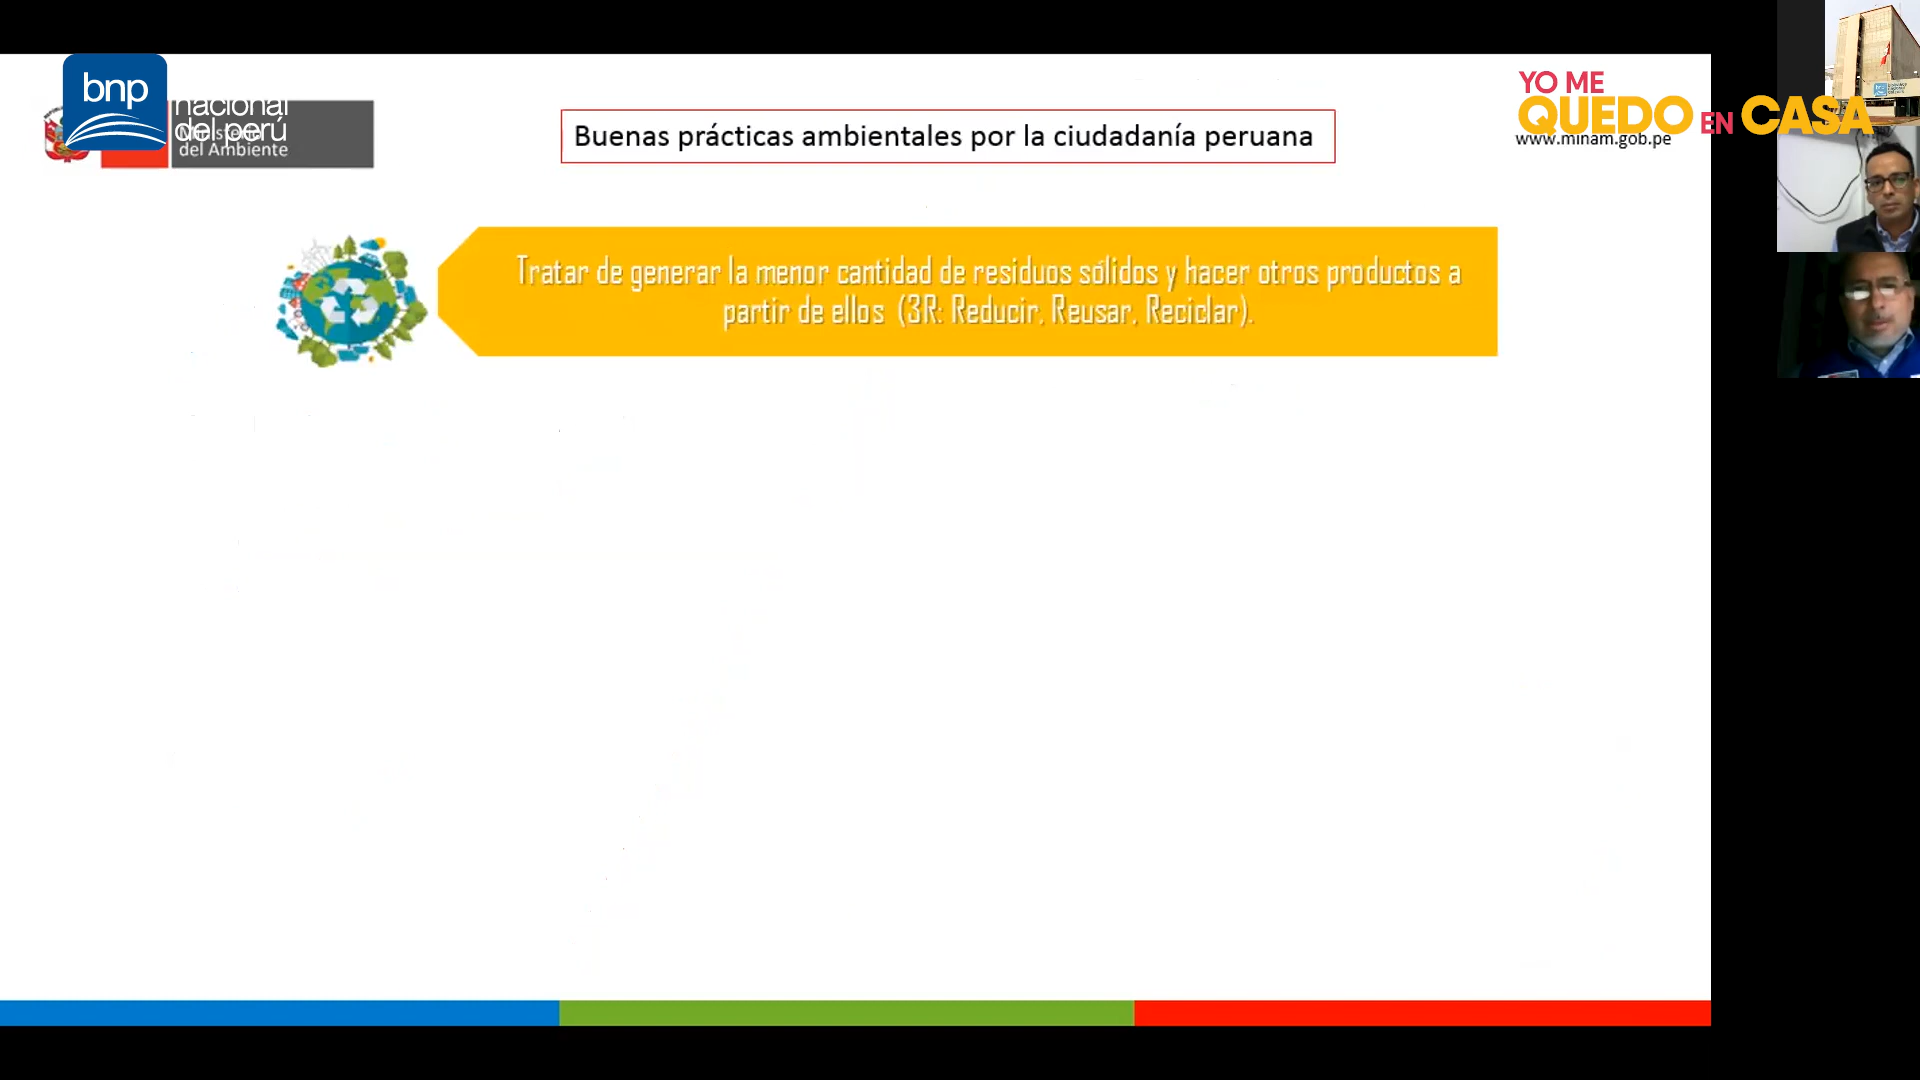 bnp
nacional
del perú
del Ambiente
Buenas prácticas ambientales por la ciudadanía peruana
YO ME
QUEDO EN CASA
www.minam.gob.pe
Tratar de generar la menor cantidad de residuos sólidos y hacer otros productos a
partir de ellos (3R: Reducir, Reusar, Reciclar).